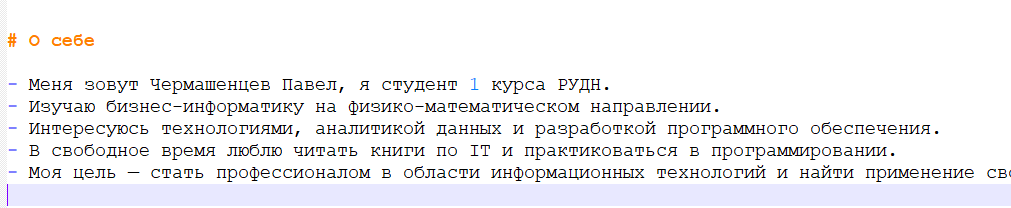 # О себе
- Меня зовут Чермашенцев Павел, я студент 1 курса РУДН.
- Изучаю бизнес-информатику на физико-математическом направлении.
- Интересуюсь технологиями, аналитикой данных и разработкой программного обеспечения.
- В свободное время люблю читать книги по IT и практиковаться в программировании.
- Моя цель — стать профессионалом в области информационных технологий и найти применение